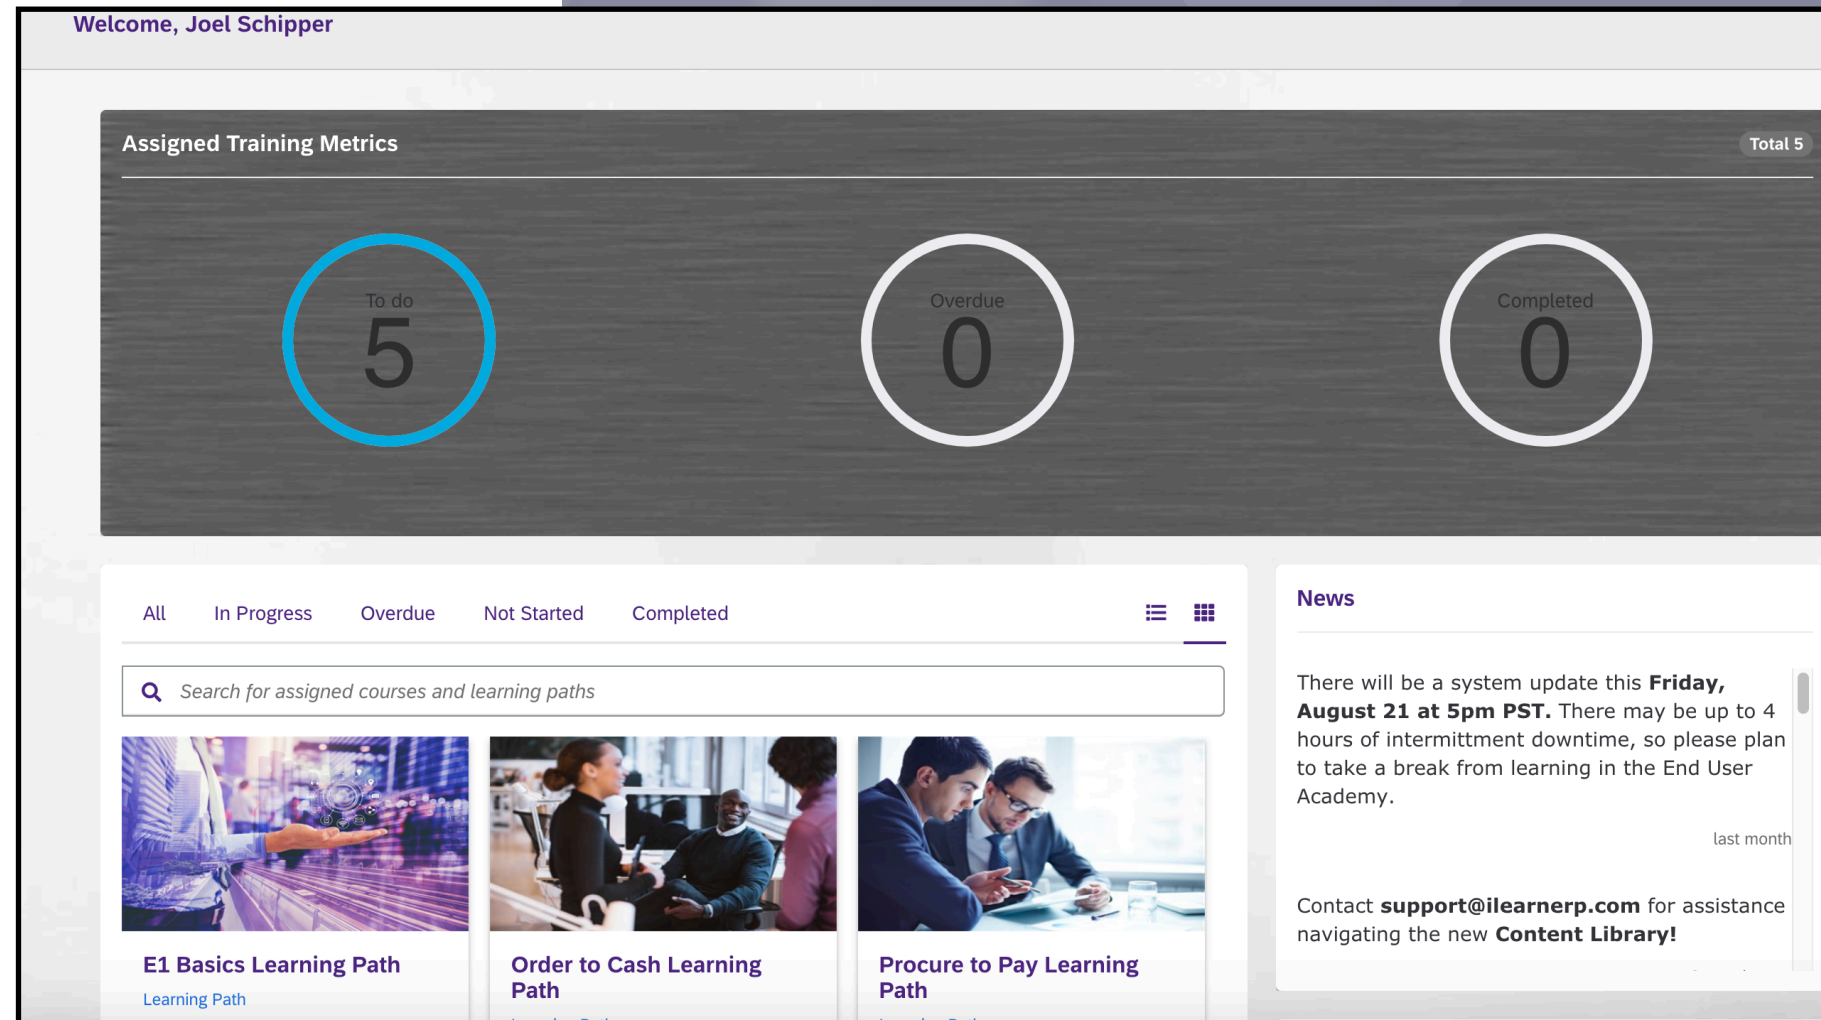 Welcome, Joel Schipper
Assigned Training Metrics
Total 5
To do
5
Overdue
0
Completed
0
All
In Progress
Overdue
Not Started
Completed
Search for assigned courses and learning paths
E1 Basics Learning Path
Learning Path
Order to Cash Learning
Path
Procure to Pay Learning
Path
News
There will be a system update this Friday,
August 21 at 5pm PST. There may be up to 4
hours of intermittment downtime, so please plan
to take a break from learning in the End User
Academy.
last month
Contact support@ilearnerp.com for assistance
navigating the new Content Library!